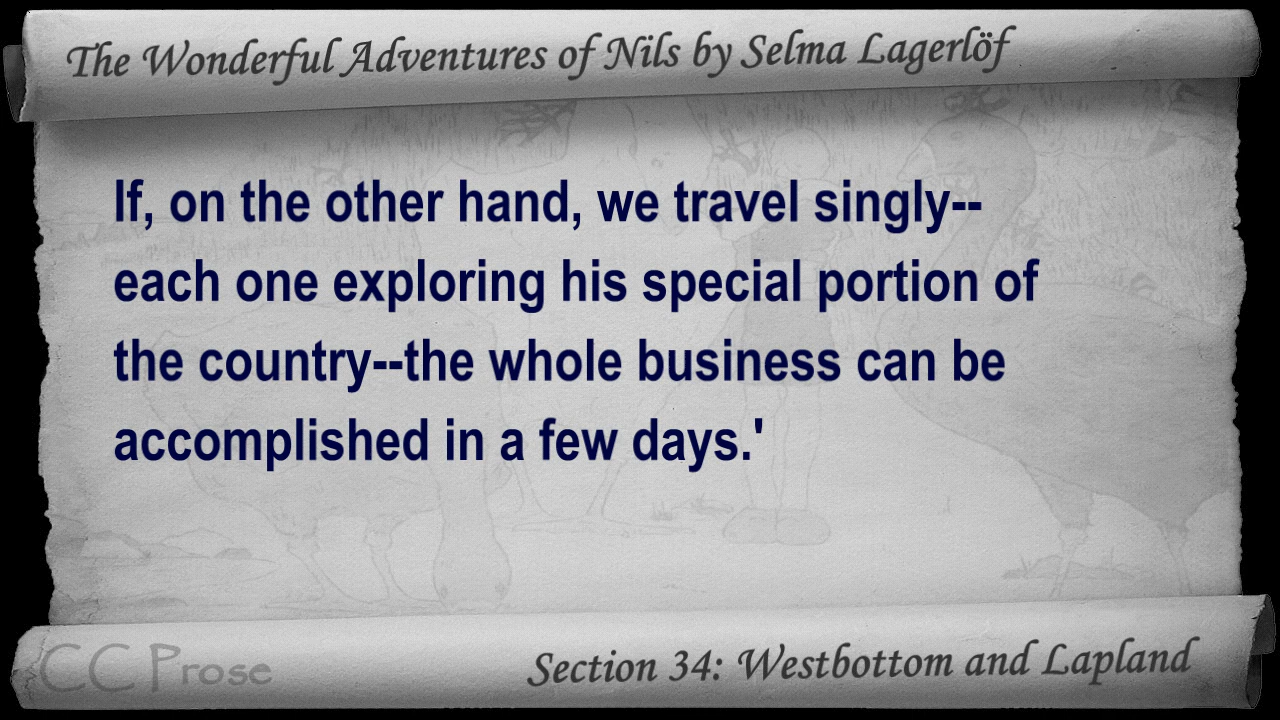 The Wonderful Adventures of Nils by Selma Lagerlöf
If, on the other hand, we travel singly--
each one exploring his special portion of
the country--the whole business can be
accomplished in a few days.'
CC Prose
Section 34: Westbottom and Lapland